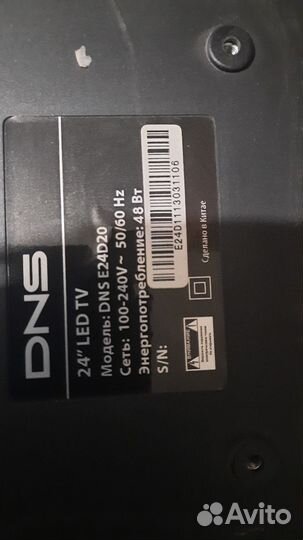 DNS
24" LED TV
Модель: DNS E24D20
Сеть: 100-240V ~ 50/60 Hz
Энергопотребление: 48 Вт
S/N:
E24D1113031106
Сделано в Китае
Avito